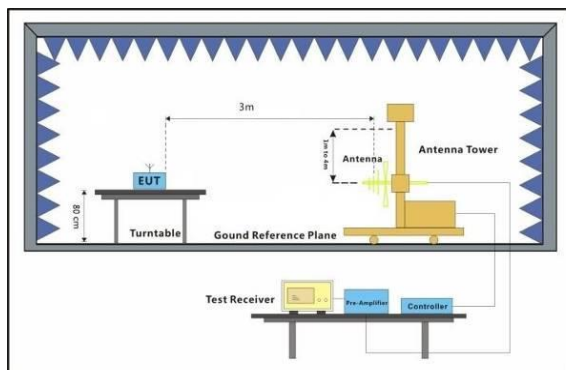 3m
1m to 4m
Antenna
Antenna Tower
EUT
80 cm
Turntable
Gound Reference Plane
Test Receiver
Pre-Amplifier
Controller